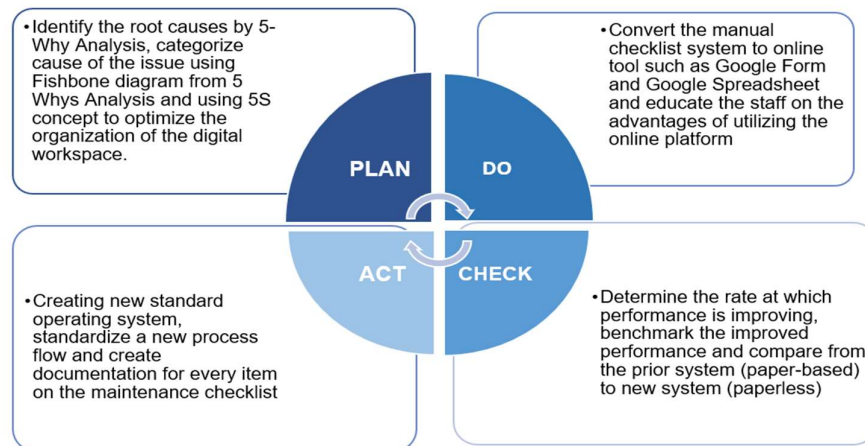 •Identify the root causes by 5-
Why Analysis, categorize
cause of the issue using
Fishbone diagram from 5
Whys Analysis and using 5S
concept to optimize the
organization of the digital
workspace.
•Convert the manual
checklist system to online
tool such as Google Form
and Google Spreadsheet
and educate the staff on the
advantages of utilizing the
online platform
PLAN
DO
ACT
CHECK
•Creating new standard
operating system,
standardize a new process
flow and create
documentation for every item
on the maintenance checklist
•Determine the rate at which
performance is improving,
benchmark the improved
performance and compare from
the prior system (paper-based)
to new system (paperless)